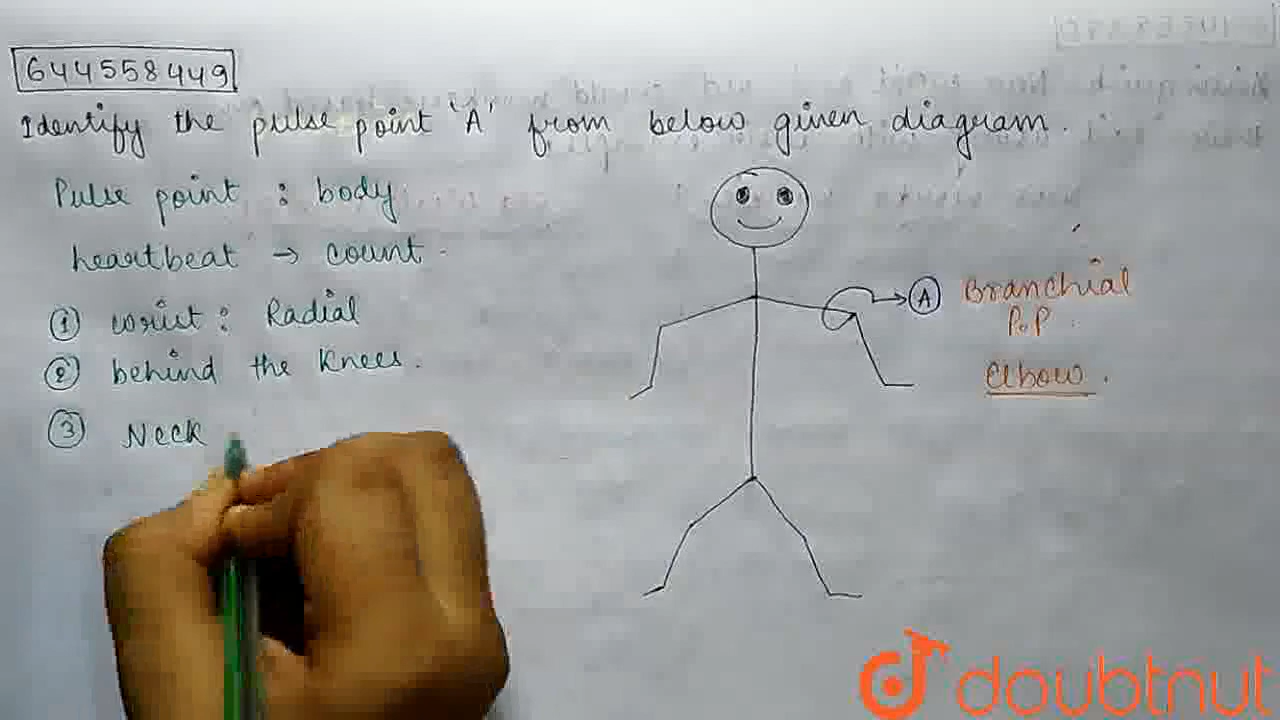 644558449
Identify the pulse point 'A' from below given diagram.
Pulse point : body
heartbeat → count.
① wrist : Radial
② behind the knees.
③ Neck
A
Branchial
P.P.
Elbow.
doubtnut